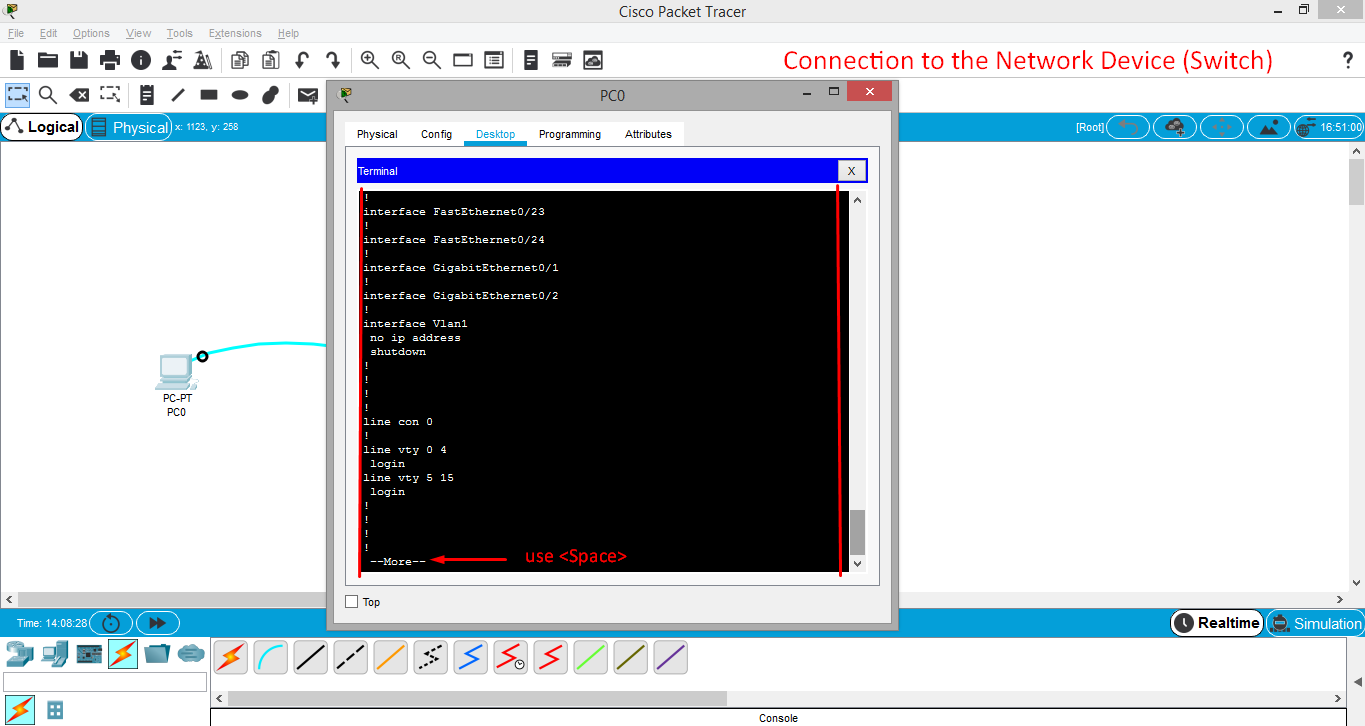 Cisco Packet Tracer
File Edit Options View Tools Extensions Help
Connection to the Network Device (Switch)
?
PC0
Logical
Physical
x: 1123, y: 258
[Root]
16:51:00
Physical Config Desktop Programming Attributes
Terminal
X
!
interface FastEthernet0/23
!
interface FastEthernet0/24
!
interface GigabitEthernet0/1
!
interface GigabitEthernet0/2
!
interface Vlan1
no ip address
shutdown
!
!
!
!
line con 0
!
line vty 0 4
login
line vty 5 15
login
!
!
!
!
--More--
use <Space>
PC-PT
PC0
Top
Time: 14:08:28
Realtime
Simulation
Console